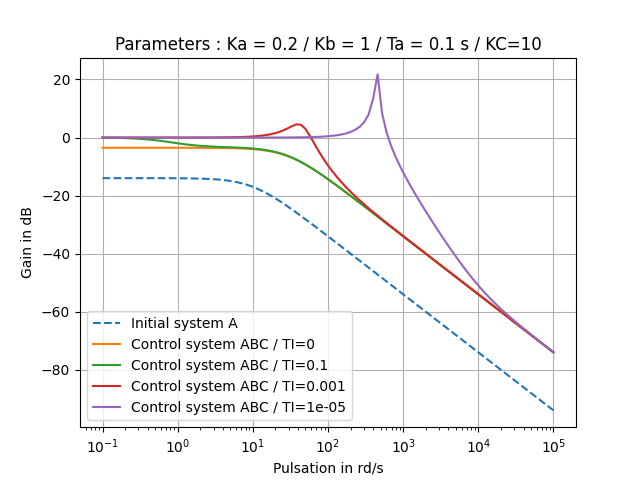 Parameters : Ka = 0.2 / Kb = 1 / Ta = 0.1 s / KC=10
Gain in dB
20
0
−20
−40
−60
−80
Initial system A
Control system ABC / TI=0
Control system ABC / TI=0.1
Control system ABC / TI=0.001
Control system ABC / TI=1e-05
10⁻¹ 10⁰ 10¹ 10² 10³ 10⁴ 10⁵
Pulsation in rd/s